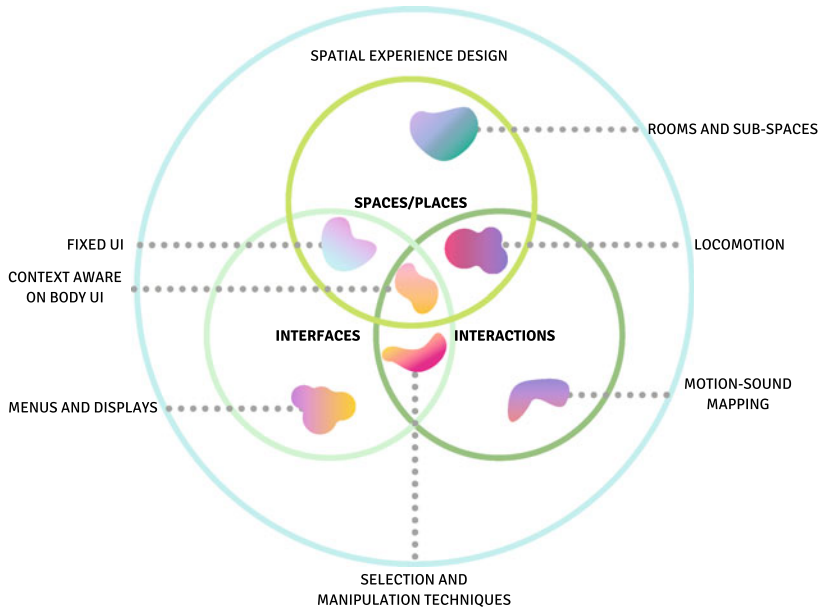 SPATIAL EXPERIENCE DESIGN
ROOMS AND SUB-SPACES
SPACES/PLACES
FIXED UI
LOCOMOTION
CONTEXT AWARE
ON BODY UI
INTERFACES
INTERACTIONS
MOTION-SOUND
MAPPING
MENUS AND DISPLAYS
SELECTION AND
MANIPULATION TECHNIQUES